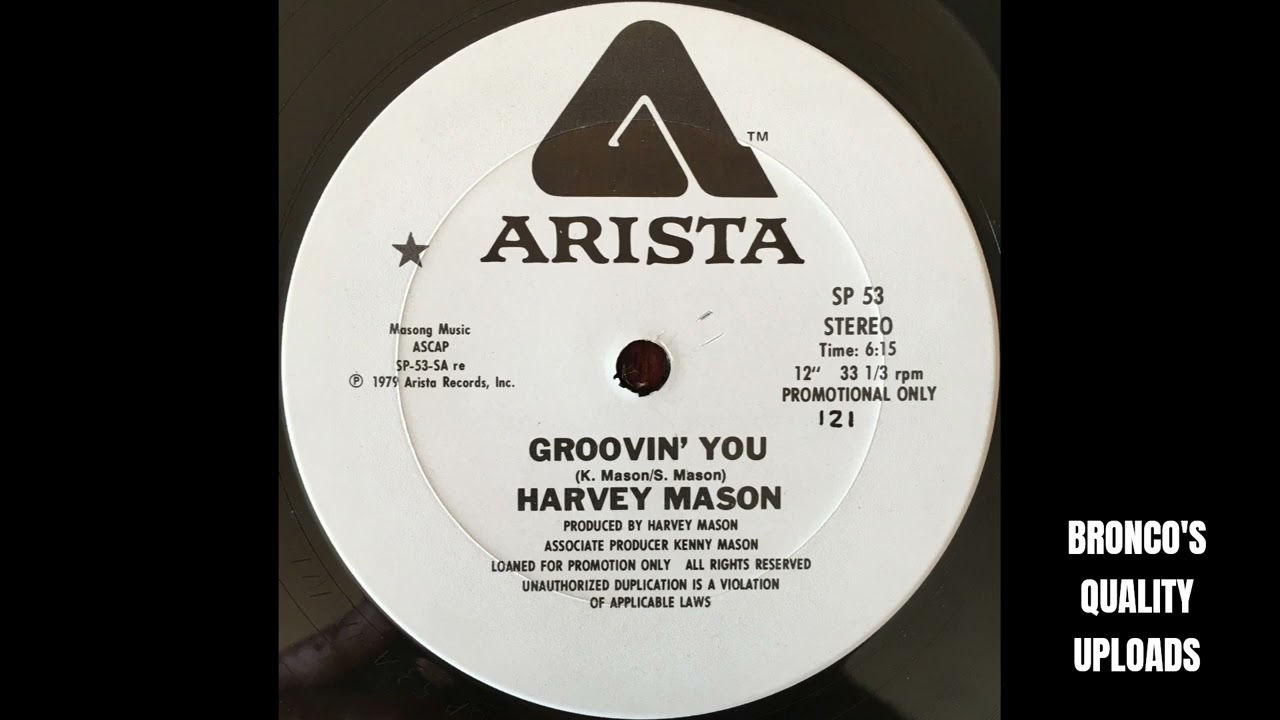 ™
ARISTA
SP 53
STEREO
Time: 6:15
12" 33 1/3 rpm
PROMOTIONAL ONLY
121
Masong Music
ASCAP
SP-53-SA re
℗ 1979 Arista Records, Inc.
GROOVIN' YOU
(K. Mason/S. Mason)
HARVEY MASON
PRODUCED BY HARVEY MASON
ASSOCIATE PRODUCER KENNY MASON
LOANED FOR PROMOTION ONLY ALL RIGHTS RESERVED
UNAUTHORIZED DUPLICATION IS A VIOLATION
OF APPLICABLE LAWS
BRONCO'S
QUALITY
UPLOADS